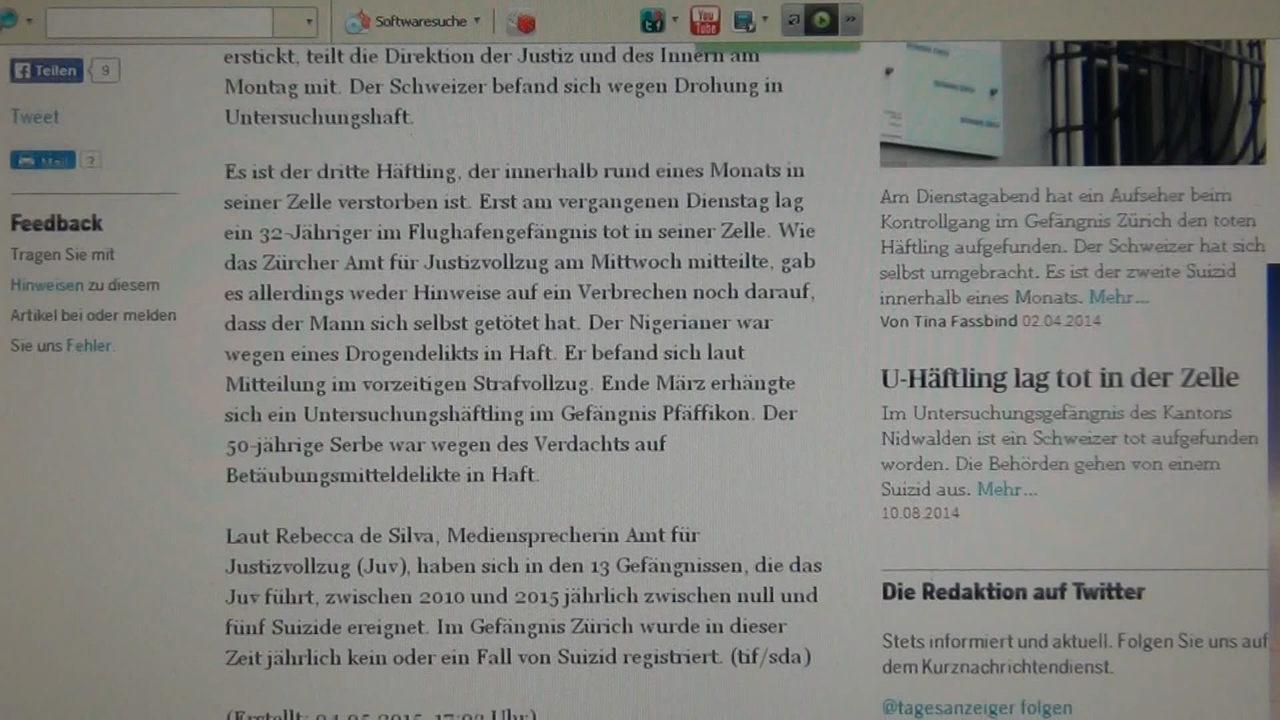 Softwaresuche
You
Tube
a
»
Teilen
9
Tweet
Mail
2
Feedback
Tragen Sie mit
Hinweisen zu diesem
Artikel bei oder melden
Sie uns Fehler.
erstickt, teilt die Direktion der Justiz und des Innern am
Montag mit. Der Schweizer befand sich wegen Drohung in
Untersuchungshaft.
Es ist der dritte Häftling, der innerhalb rund eines Monats in
seiner Zelle verstorben ist. Erst am vergangenen Dienstag lag
ein 32-Jähriger im Flughafengefängnis tot in seiner Zelle. Wie
das Zürcher Amt für Justizvollzug am Mittwoch mitteilte, gab
es allerdings weder Hinweise auf ein Verbrechen noch darauf,
dass der Mann sich selbst getötet hat. Der Nigerianer war
wegen eines Drogendelikts in Haft. Er befand sich laut
Mitteilung im vorzeitigen Strafvollzug. Ende März erhängte
sich ein Untersuchungshäftling im Gefängnis Pfäffikon. Der
50-jährige Serbe war wegen des Verdachts auf
Betäubungsmitteldelikte in Haft.
Laut Rebecca de Silva, Mediensprecherin Amt für
Justizvollzug (Juv), haben sich in den 13 Gefängnissen, die das
Juv führt, zwischen 2010 und 2015 jährlich zwischen null und
fünf Suizide ereignet. Im Gefängnis Zürich wurde in dieser
Zeit jährlich kein oder ein Fall von Suizid registriert. (tif/sda)
(Erstellt: 04.05.2015, Uhr)
Am Dienstagabend hat ein Aufseher beim
Kontrollgang im Gefängnis Zürich den toten
Häftling aufgefunden. Der Schweizer hat sich
selbst umgebracht. Es ist der zweite Suizid
innerhalb eines Monats. Mehr...
Von Tina Fassbind 02.04.2014
U-Häftling lag tot in der Zelle
Im Untersuchungsgefängnis des Kantons
Nidwalden ist ein Schweizer tot aufgefunden
worden. Die Behörden gehen von einem
Suizid aus. Mehr...
10.08.2014
Die Redaktion auf Twitter
Stets informiert und aktuell. Folgen Sie uns auf
dem Kurznachrichtendienst.
@tagesanzeiger folgen